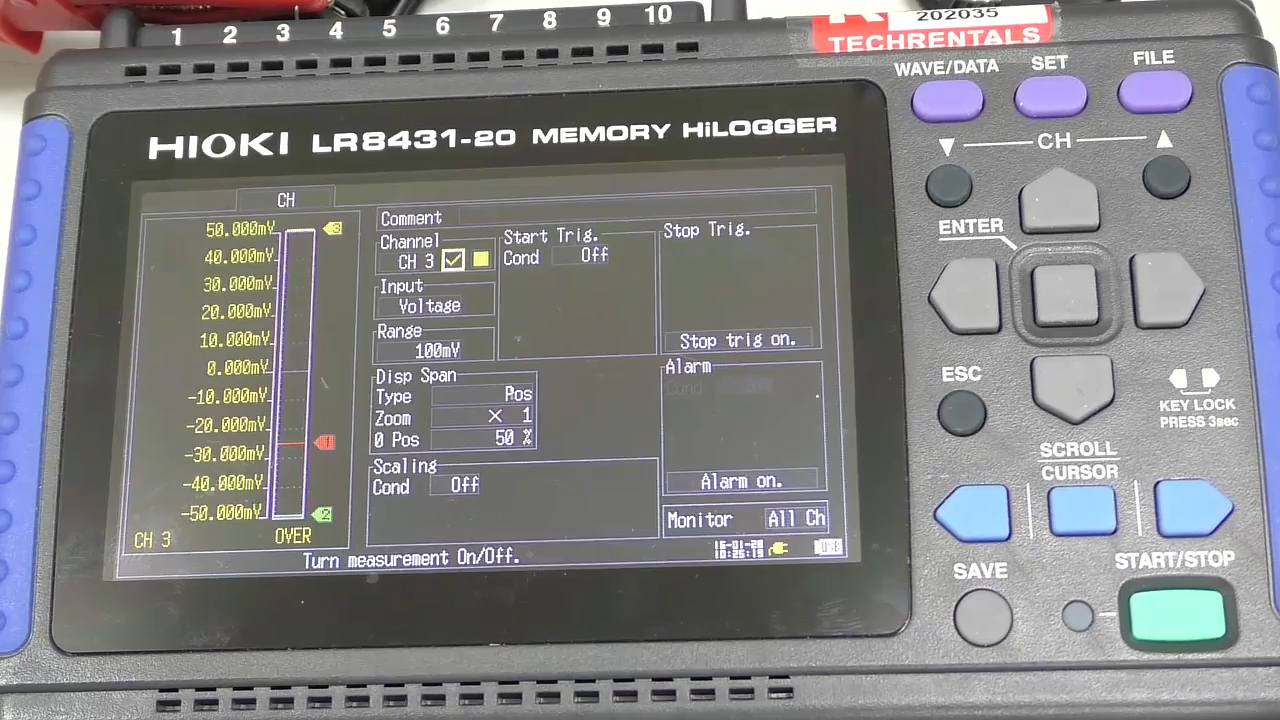 1 2 3 4 5 6 7 8 9 10
202035
TECHRENTALS
WAVE/DATA SET FILE
HIOKI LR8431-20 MEMORY HiLOGGER
CH
ENTER
ESC
KEY LOCK
PRESS 3sec
SCROLL
CURSOR
SAVE
START/STOP
CH
50.000mV
40.000mV
30.000mV
20.000mV
10.000mV
0.000mV
-10.000mV
-20.000mV
-30.000mV
-40.000mV
-50.000mV
3
1
2
CH 3 OVER
Comment
Channel
CH 3
Input
Voltage
Range
100mV
Start Trig.
Cond Off
Stop Trig.
Stop trig on.
Disp Span
Type Pos
Zoom × 1
0 Pos 50 %
Scaling
Cond Off
Alarm
Cond
Alarm on.
Monitor All Ch
Turn measurement On/Off.
USB